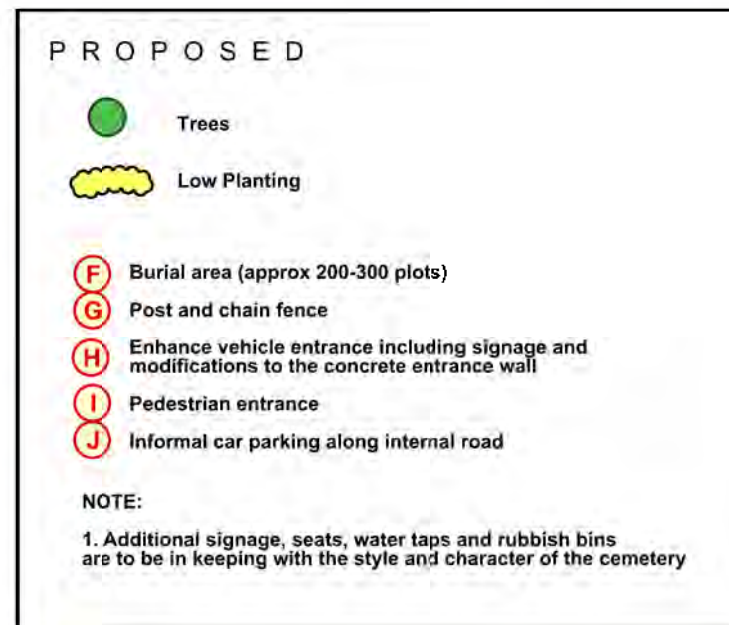 PROPOSED
Trees
Low Planting
F Burial area (approx 200-300 plots)
G Post and chain fence
H Enhance vehicle entrance including signage and
modifications to the concrete entrance wall
I Pedestrian entrance
J Informal car parking along internal road
NOTE:
1. Additional signage, seats, water taps and rubbish bins
are to be in keeping with the style and character of the cemetery